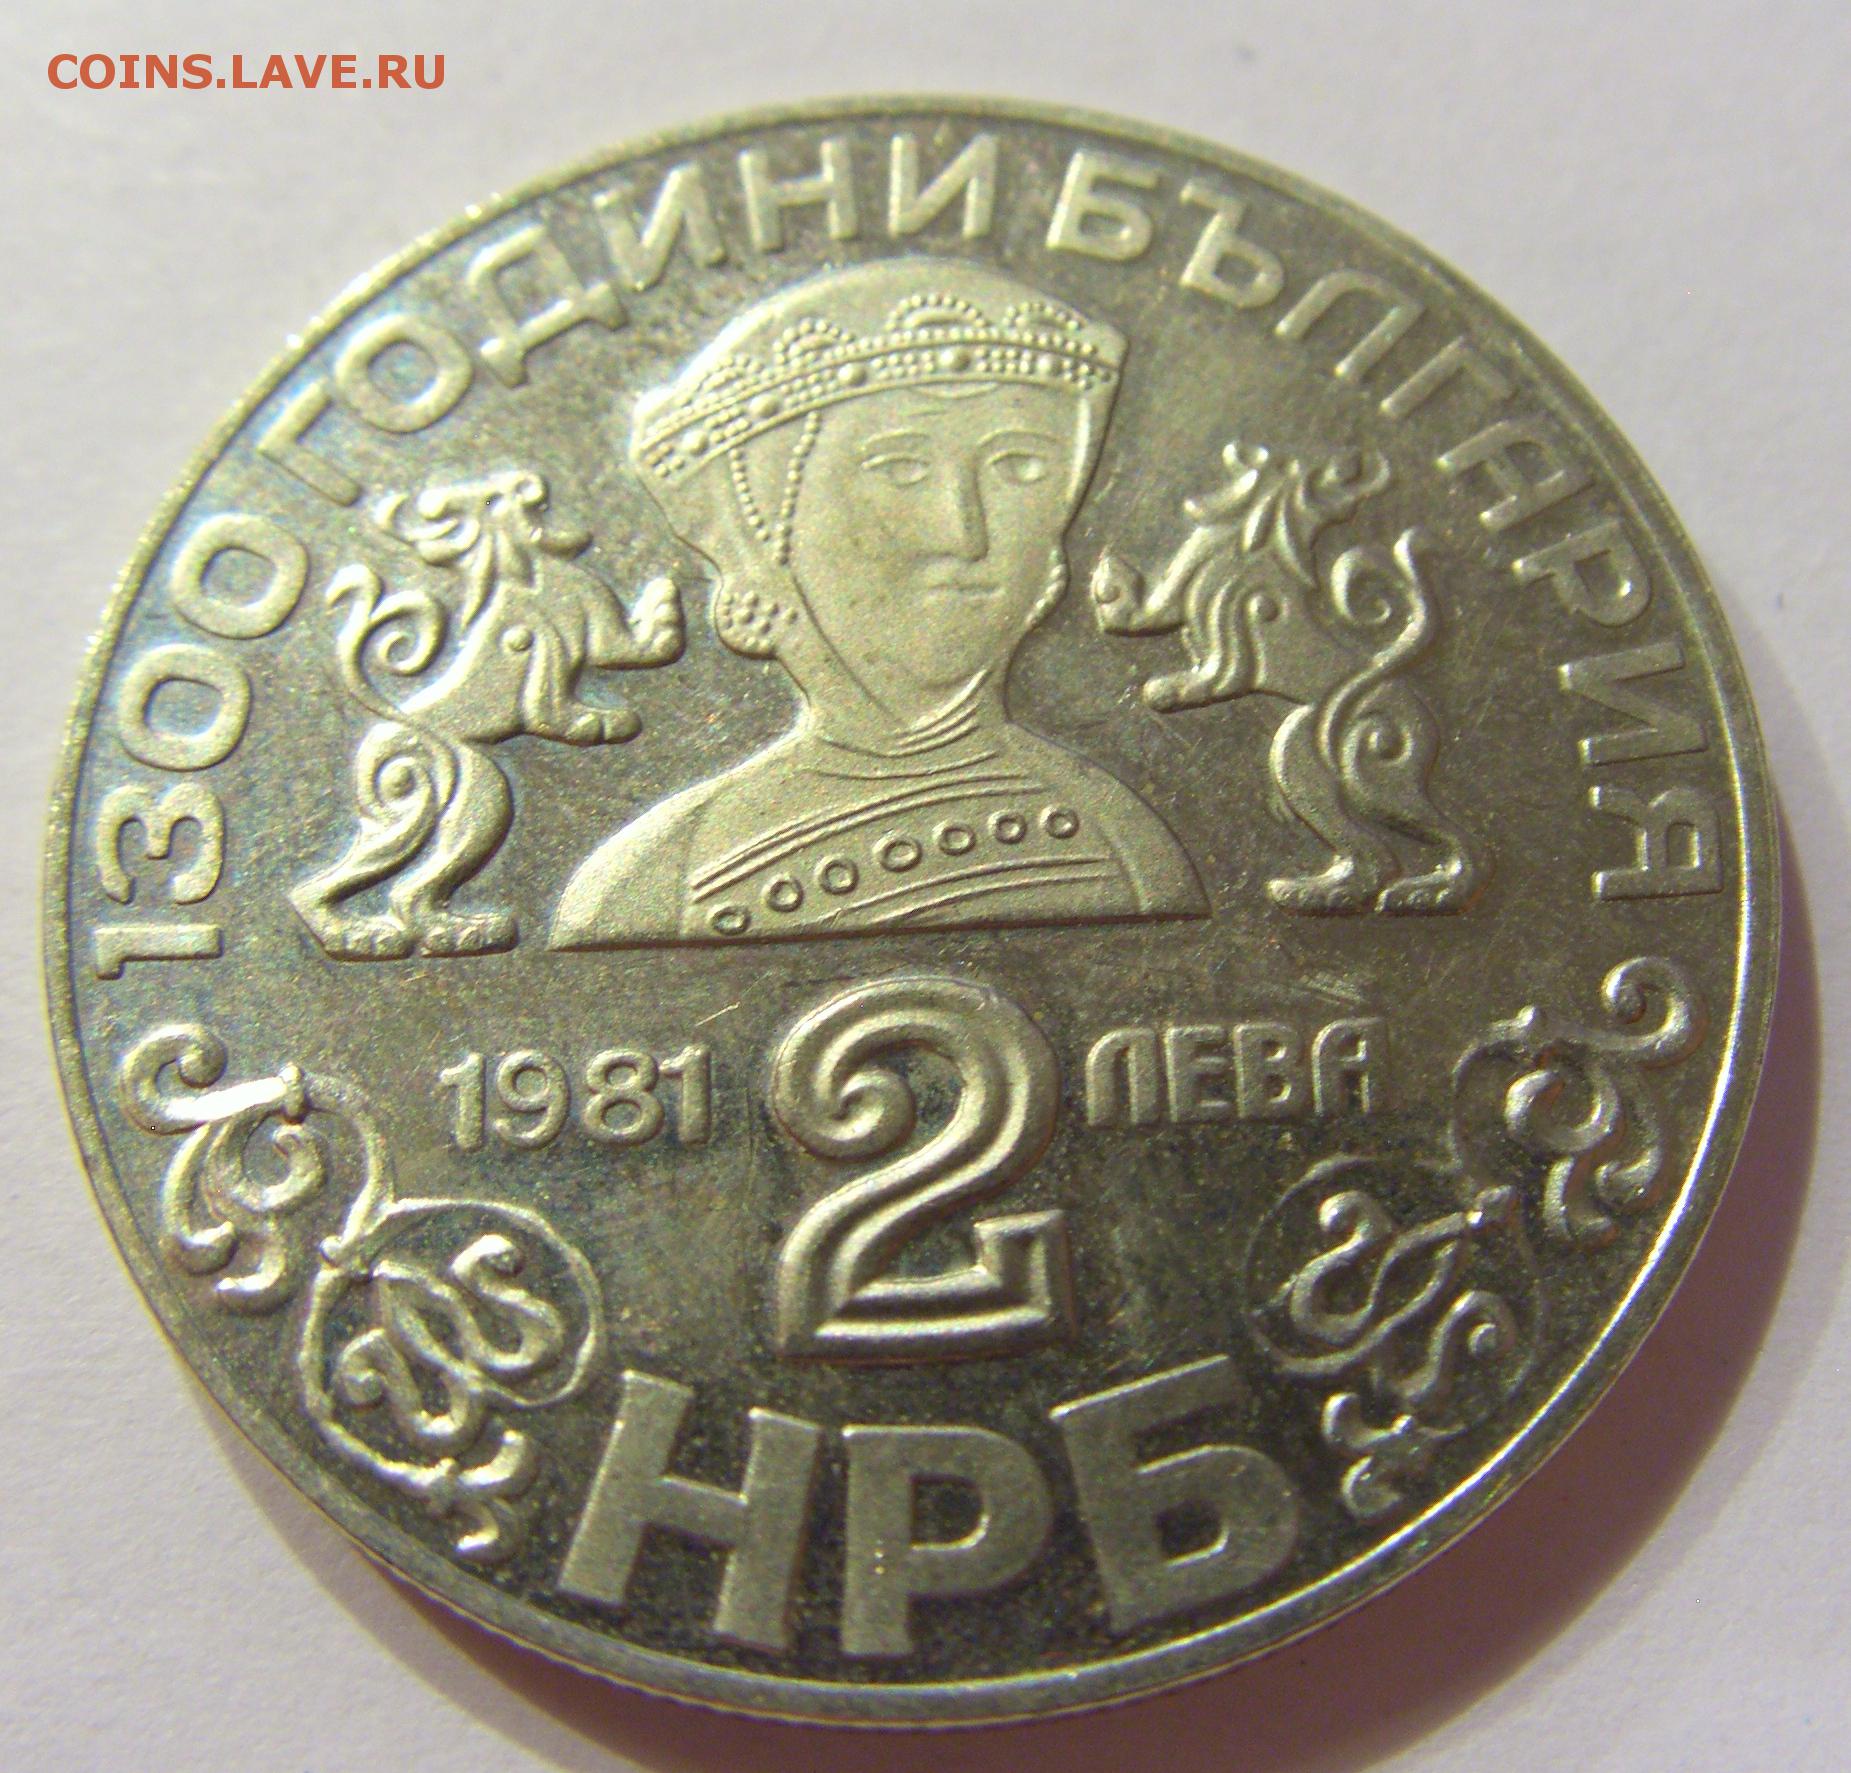 COINS.LAVE.RU
1300 ГОДИНИ БЪЛГАРИЯ
1981 2 ЛЕВА
НРБ